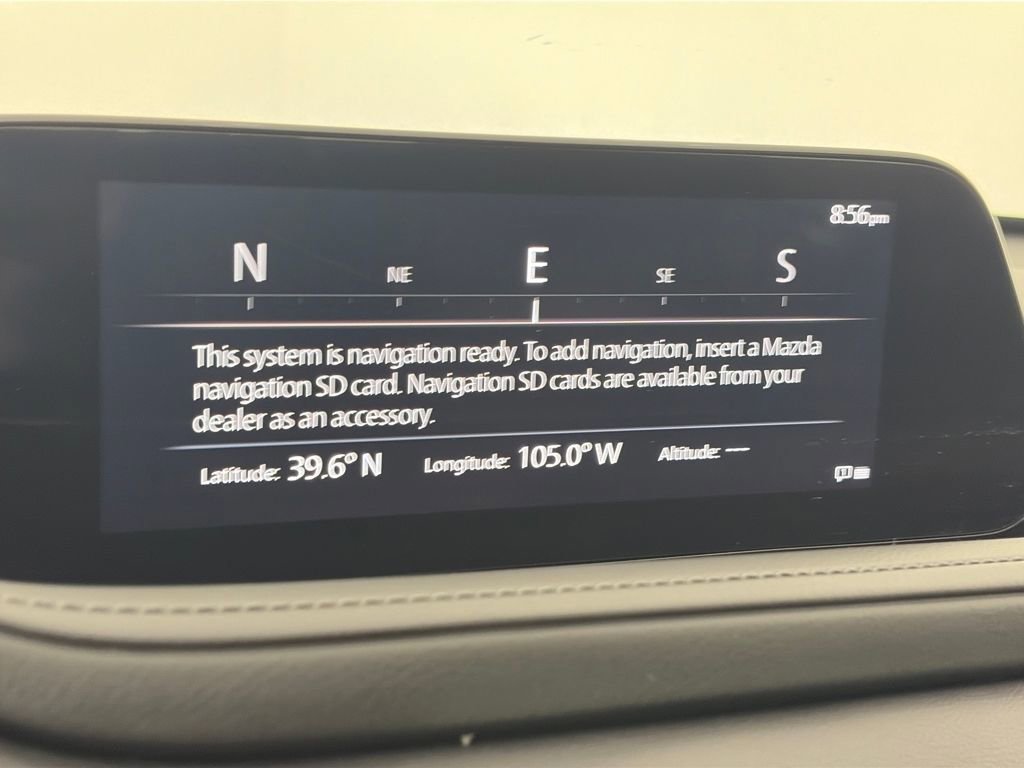 8:56pm
N NE E SE S
This system is navigation ready. To add navigation, insert a Mazda
navigation SD card. Navigation SD cards are available from your
dealer as an accessory.
Latitude: 39.6° N Longitude: 105.0° W Altitude: ---